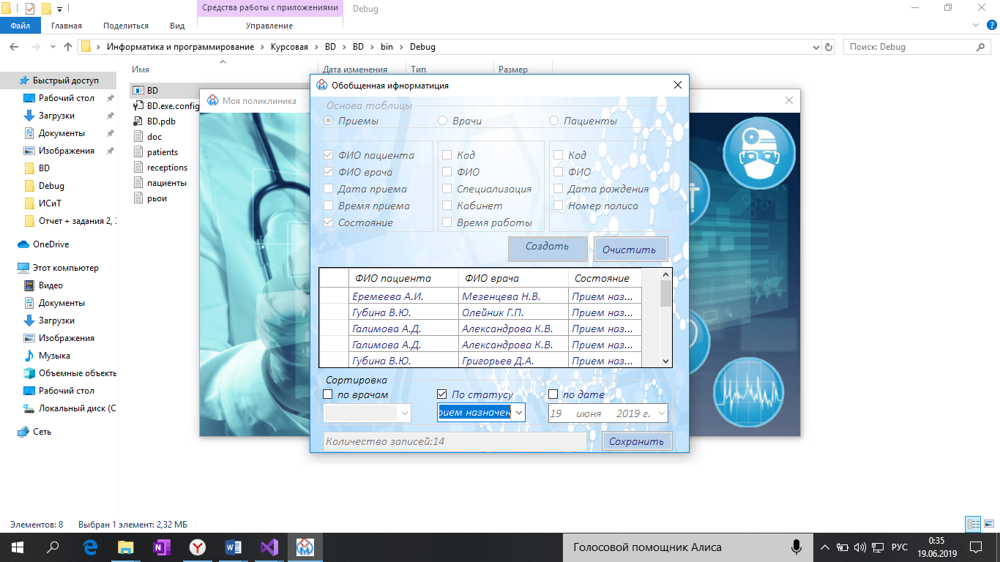 Средства работы с приложениями
Debug
Файл
Главная
Поделиться
Вид
Управление
Информатика и программирование
Курсовая
BD
BD
bin
Debug
Поиск: Debug
Имя
Дата изменения
Тип
Размер
Быстрый доступ
Рабочий стол
Загрузки
Документы
Изображения
BD
Debug
ИСиТ
Отчет + задания 2, 3
OneDrive
Этот компьютер
Видео
Документы
Загрузки
Изображения
Музыка
Объемные объекты
Рабочий стол
Локальный диск (C
Сеть
BD
BD.exe.config
BD.pdb
doc
patients
receptions
пациенты
рьои
Моя поликлиника
Обобщенная ифнорматиция
Основа таблицы
Приемы
Врачи
Пациенты
ФИО пациента
ФИО врача
Дата приема
Время приема
Состояние
Код
ФИО
Специализация
Кабинет
Время работы
Код
ФИО
Дата рождения
Номер полиса
Создать
Очистить
ФИО пациента ФИО врача Состояние
Еремеева А.И. Мезенцева Н.В. Прием наз...
Губина В.Ю. Олейник Г.П. Прием наз...
Галимова А.Д. Александрова К.В. Прием наз...
Галимова А.Д. Александрова К.В. Прием наз...
Губина В.Ю. Григорьев Д.А. Прием наз...
Сортировка
по врачам
По статусу
по дате
рием назначен
19 июня 2019 г.
Количество записей:14
Сохранить
Элементов: 8
Выбран 1 элемент: 2,32 МБ
Голосовой помощник Алиса
РУС
0:35
19.06.2019